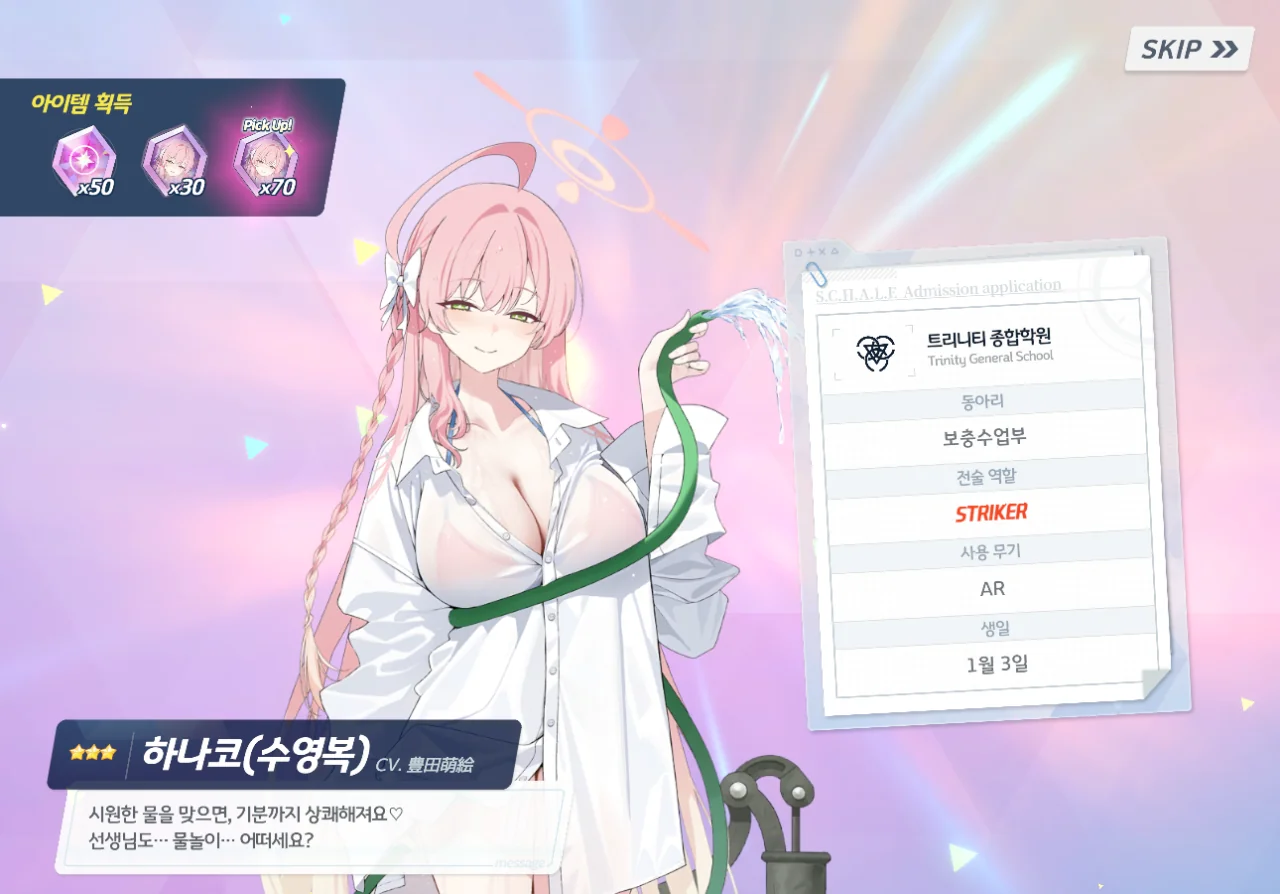 SKIP
아이템 획득
Pick Up!
x50
x30
x70
S.C.H.A.L.E Admission application
트리니티 종합학원
Trinity General School
동아리
보충수업부
전술 역할
STRIKER
사용 무기
AR
생일
1월 3일
하나코(수영복) CV. 豊田萌絵
시원한 물을 맞으면, 기분까지 상쾌해져요♡
선생님도… 물놀이… 어떠세요?
message